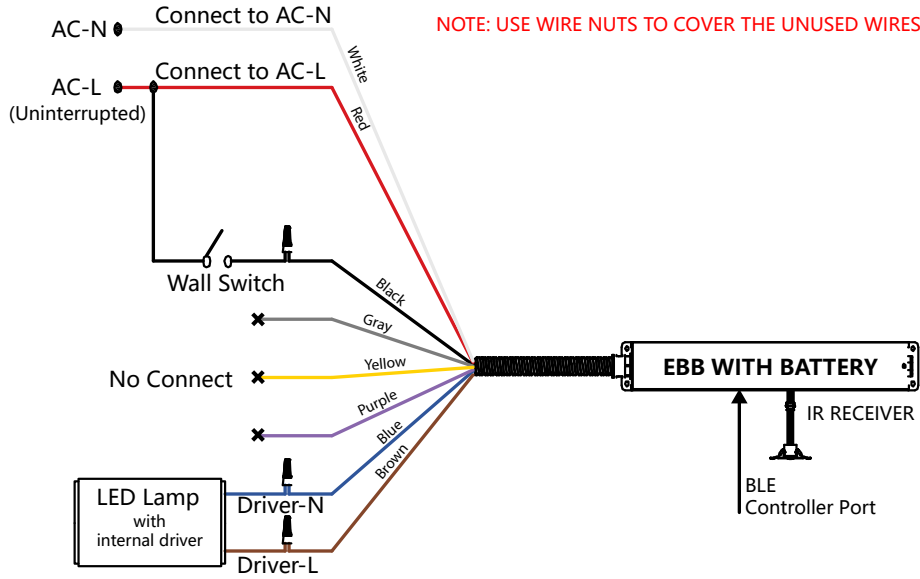 NOTE: USE WIRE NUTS TO COVER THE UNUSED WIRES
AC-N
Connect to AC-N
White
AC-L
Connect to AC-L
(Uninterrupted)
Red
Wall Switch
Black
Gray
No Connect
Yellow
Purple
Blue
Brown
EBB WITH BATTERY
IR RECEIVER
BLE
Controller Port
LED Lamp
with
internal driver
Driver-N
Driver-L